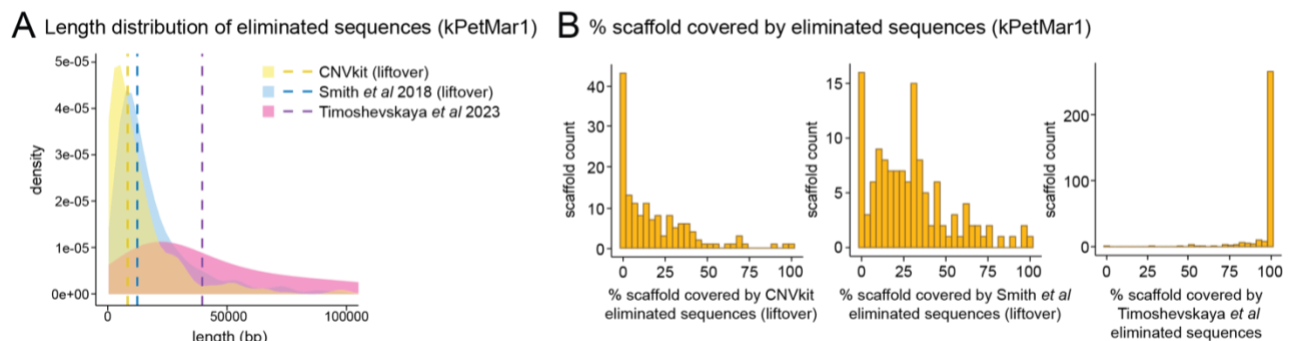 A Length distribution of eliminated sequences (kPetMar1)
5e-05
4e-05
3e-05
2e-05
1e-05
0e+00
density
0
50000
100000
length (bp)
CNVkit (liftover)
Smith et al 2018 (liftover)
Timoshevskaya et al 2023
B % scaffold covered by eliminated sequences (kPetMar1)
40
30
20
10
0
scaffold count
0 25 50 75 100
% scaffold covered by CNVkit
eliminated sequences (liftover)
15
10
5
0
scaffold count
0 25 50 75 100
% scaffold covered by Smith et al
eliminated sequences (liftover)
200
100
0
scaffold count
0 25 50 75 100
% scaffold covered by
Timoshevskaya et al
eliminated sequences